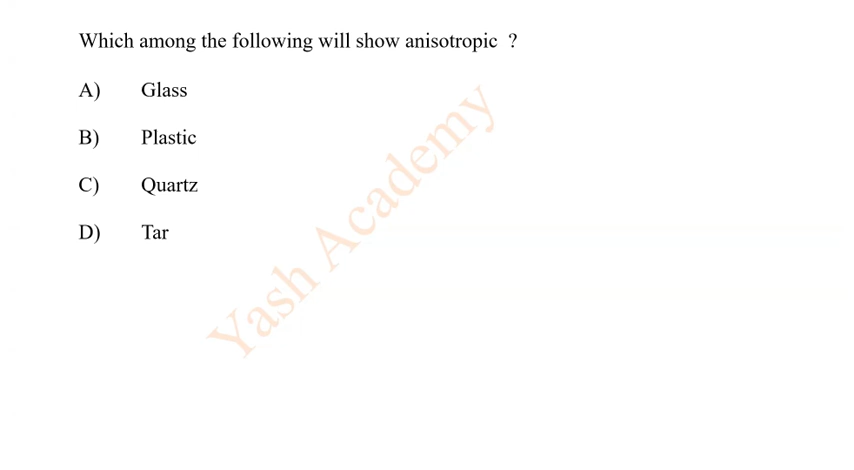 Which among the following will show anisotropic ?
A) Glass
B) Plastic
C) Quartz
D) Tar
Yash Academy